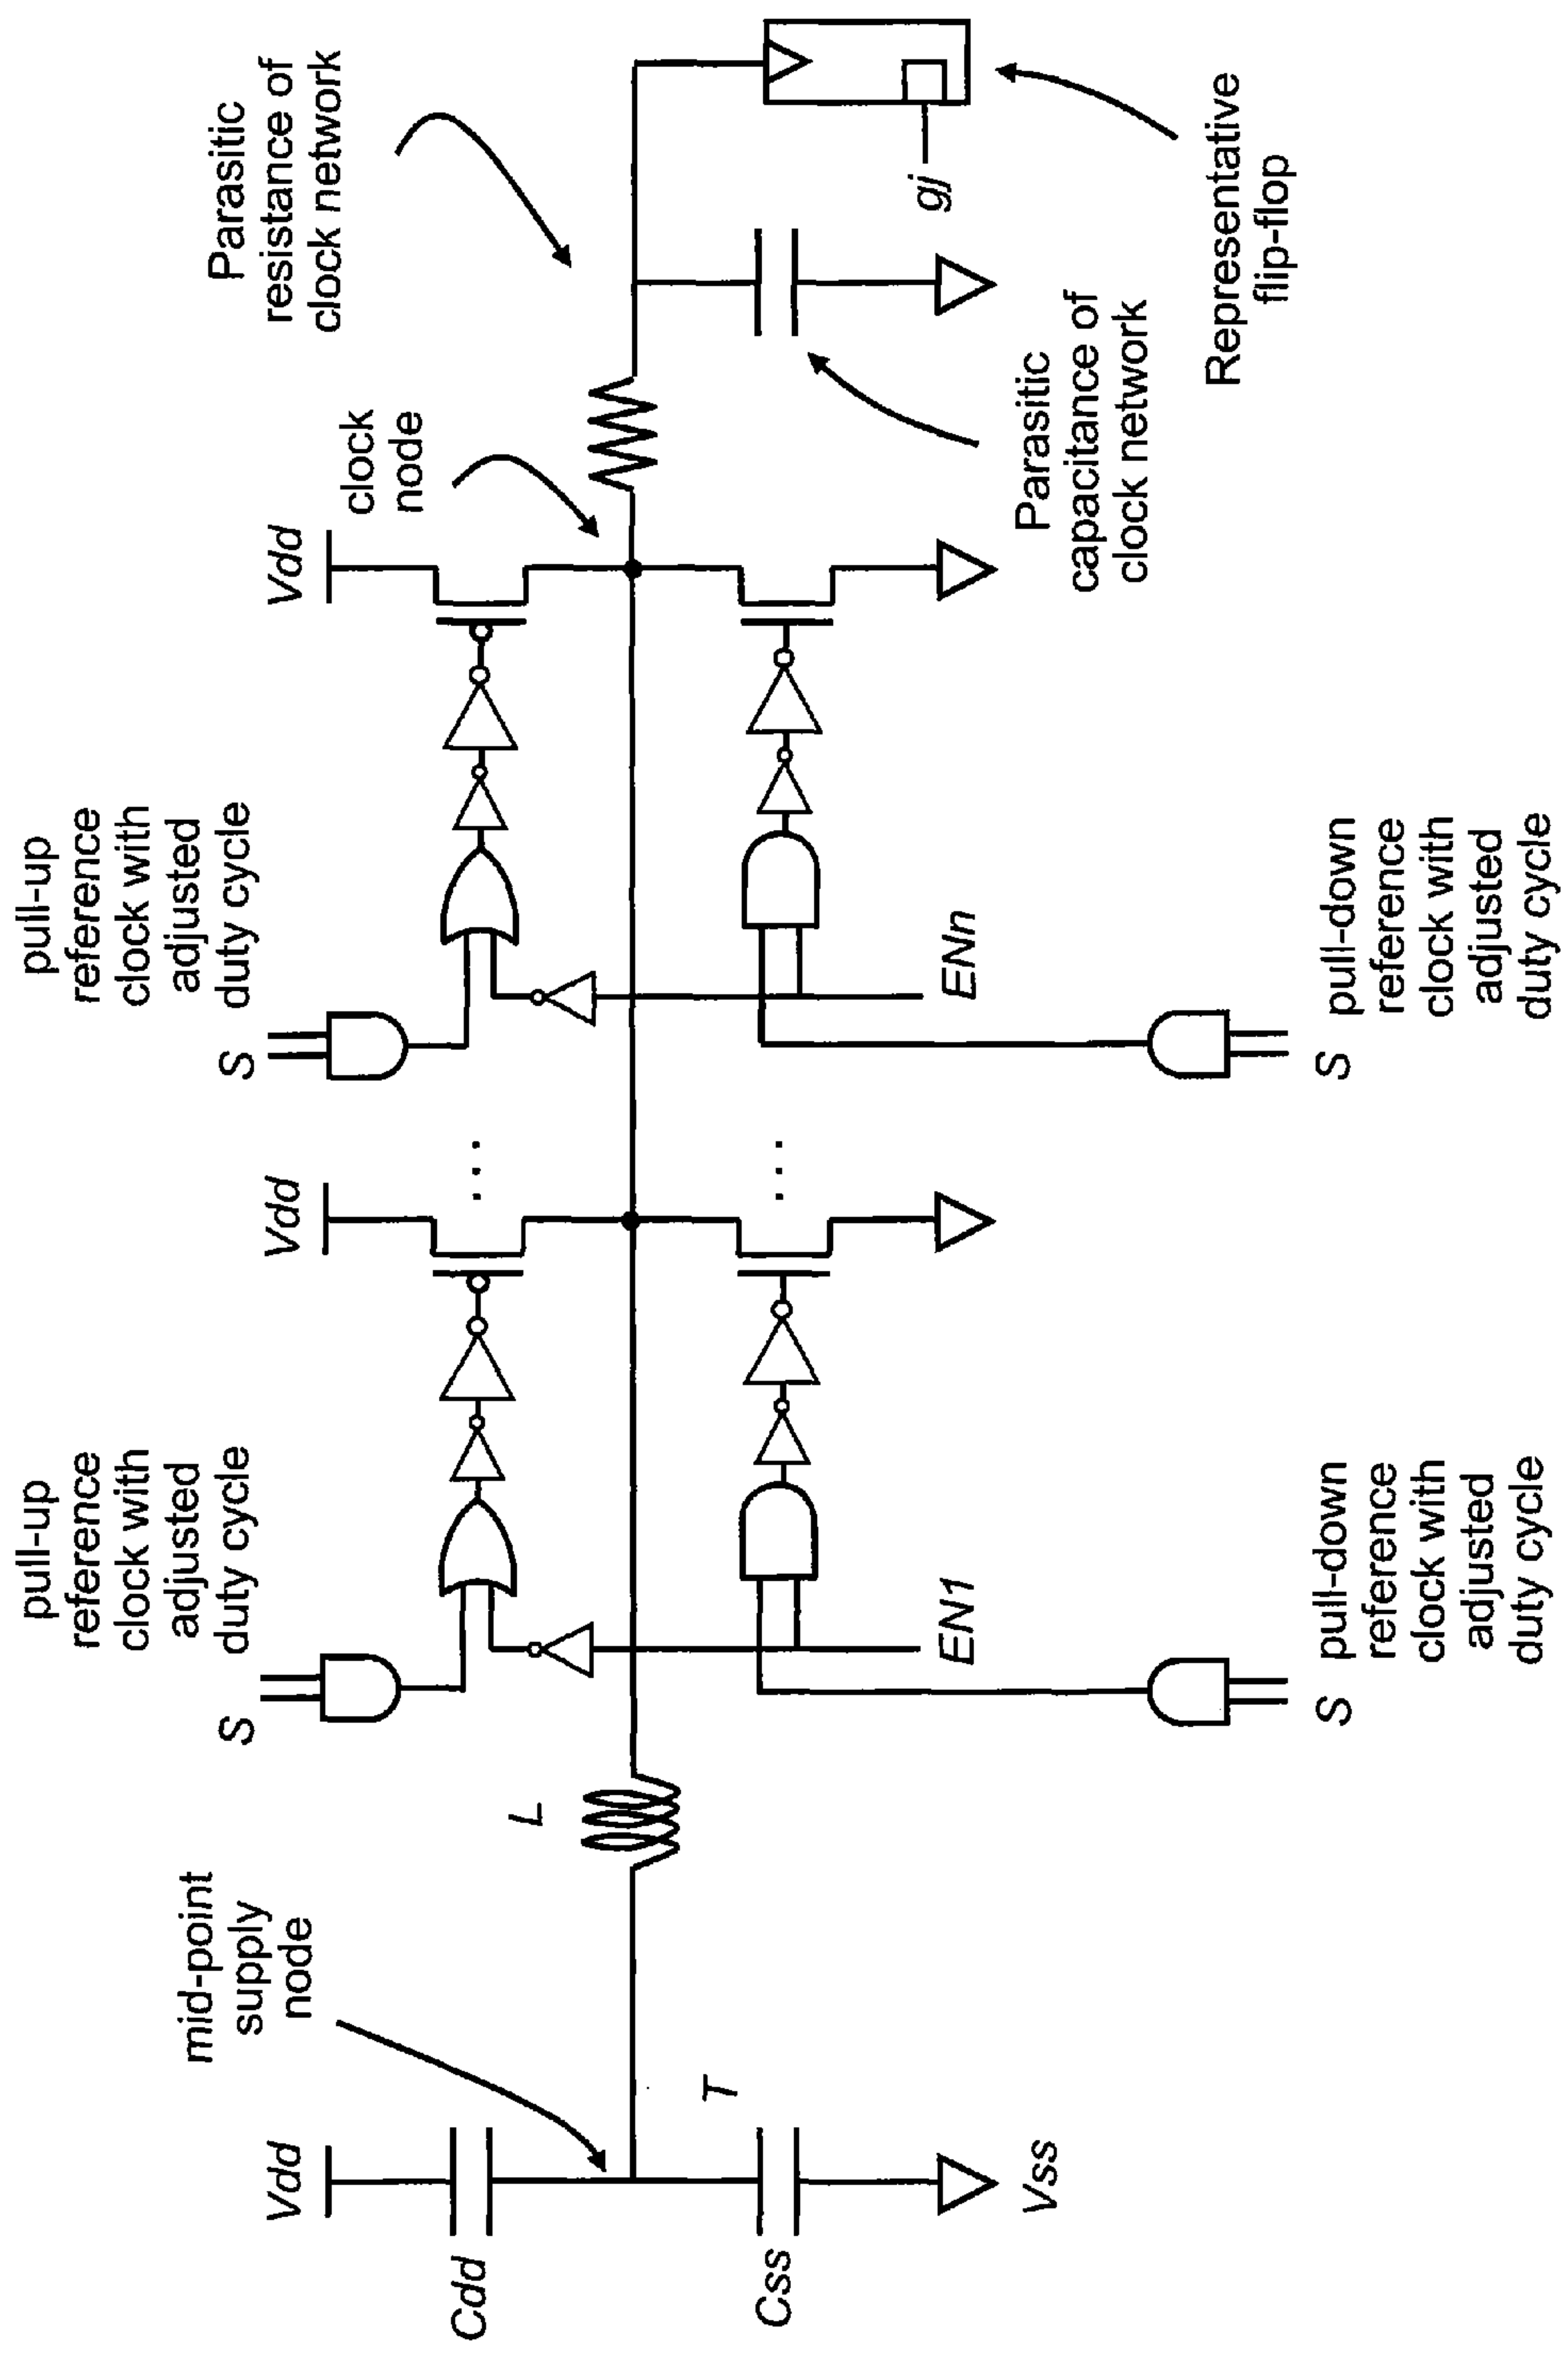 pull-up
reference
clock with
adjusted
duty cycle
S
pull-up
reference
clock with
adjusted
duty cycle
S
Parasitic
resistance of
clock network
mid-point
supply
node
Vdd
Vdd
Vdd
clock
node
Cdd
L
T
Css
EN1
ENn
gj
Vss
Parasitic
capacitance of
clock network
Representative
flip-flop
S
pull-down
reference
clock with
adjusted
duty cycle
S
pull-down
reference
clock with
adjusted
duty cycle